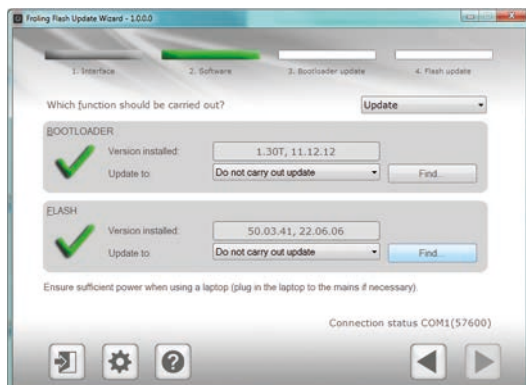 Froling Flash Update Wizard - 1.0.0.0
1. Interface 2. Software 3. Bootloader update 4. Flash update
Which function should be carried out? Update
BOOTLOADER
Version installed: 1.30T, 11.12.12
Update to: Do not carry out update Find...
FLASH
Version installed: 50.03.41, 22.06.06
Update to: Do not carry out update Find...
Ensure sufficient power when using a laptop (plug in the laptop to the mains if necessary).
Connection status COM1(57600)
?